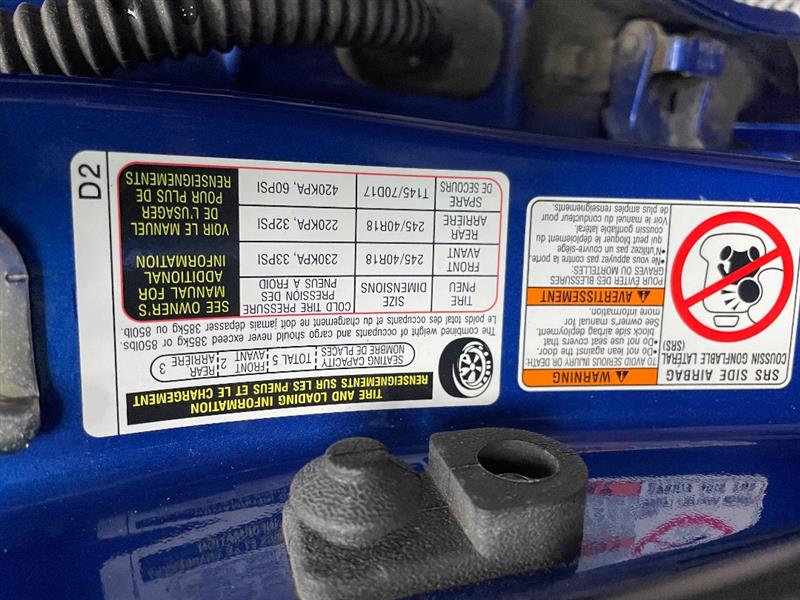 TIRE AND LOADING INFORMATION
RENSEIGNEMENTS SUR LES PNEUS ET LE CHARGEMENT
SEATING CAPACITY
NOMBRE DE PLACES
TOTAL 5
FRONT
AVANT 2
REAR
ARRIÈRE 3
The combined weight of occupants and cargo should never exceed 385kg or 850lbs.
Le poids total des occupants et du chargement ne doit jamais dépasser 385kg ou 850lb.
TIRE
PNEU
SIZE
DIMENSIONS
COLD TIRE PRESSION
PRESSION DES
PNEUS A FROID
FRONT
AVANT
245/40R18
230KPA, 33PSI
REAR
ARRIÈRE
245/40R18
220KPA, 32PSI
SPARE
DE SECOURS
T145/70D17
420KPA, 60PSI
SEE OWNER'S
MANUAL FOR
ADDITIONAL
INFORMATION
VOIR LE MANUEL
DE L'USAGER
POUR PLUS DE
RENSEIGNEMENTS
D2
SRS SIDE AIRBAG
COUSSIN GONFLABLE LATERAL
(SRS)
WARNING
TO AVOID SERIOUS INJURY OR DEATH:
•Do not lean against the door.
•Do not use seat covers that
block side airbag deployment.
See owner's manual for
more information.
AVERTISSEMENT
POUR ÉVITER DES BLESSURES
GRAVES OU MORTELLES:
•Ne vous appuyez pas contre la porte.
•N'utilisez pas de couvre-siège
qui peut bloquer le déploiement du
coussin gonflable latéral.
Voir le manuel du conducteur pour
de plus amples renseignements.